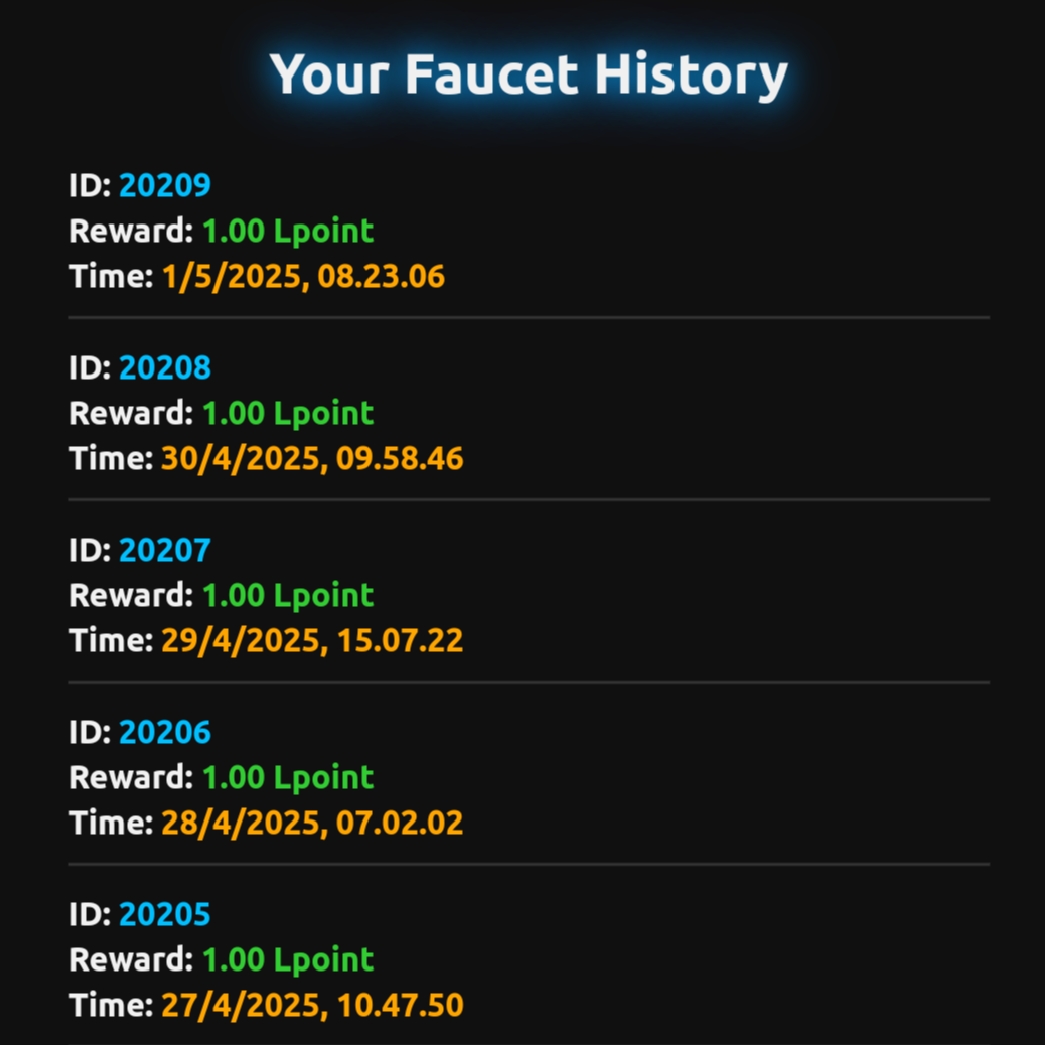 Your Faucet History
ID: 20209
Reward: 1.00 Lpoint
Time: 1/5/2025, 08.23.06
ID: 20208
Reward: 1.00 Lpoint
Time: 30/4/2025, 09.58.46
ID: 20207
Reward: 1.00 Lpoint
Time: 29/4/2025, 15.07.22
ID: 20206
Reward: 1.00 Lpoint
Time: 28/4/2025, 07.02.02
ID: 20205
Reward: 1.00 Lpoint
Time: 27/4/2025, 10.47.50